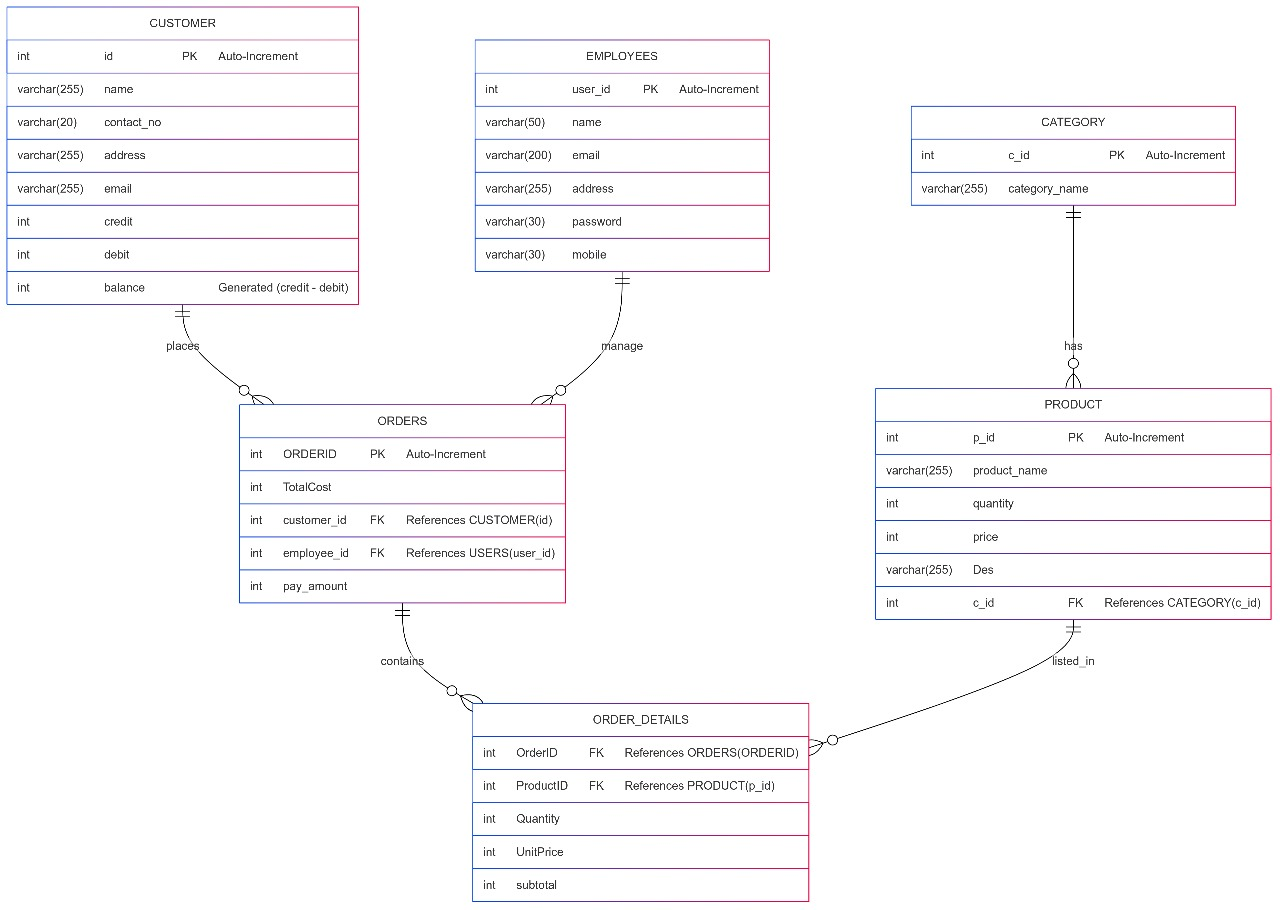 CUSTOMER
int id PK Auto-Increment
varchar(255) name
varchar(20) contact_no
varchar(255) address
varchar(255) email
int credit
int debit
int balance Generated (credit - debit)
EMPLOYEES
int user_id PK Auto-Increment
varchar(50) name
varchar(200) email
varchar(255) address
varchar(30) password
varchar(30) mobile
CATEGORY
int c_id PK Auto-Increment
varchar(255) category_name
places
manage
has
ORDERS
int ORDERID PK Auto-Increment
int TotalCost
int customer_id FK References CUSTOMER(id)
int employee_id FK References USERS(user_id)
int pay_amount
PRODUCT
int p_id PK Auto-Increment
varchar(255) product_name
int quantity
int price
varchar(255) Des
int c_id FK References CATEGORY(c_id)
contains
listed_in
ORDER_DETAILS
int OrderID FK References ORDERS(ORDERID)
int ProductID FK References PRODUCT(p_id)
int Quantity
int UnitPrice
int subtotal